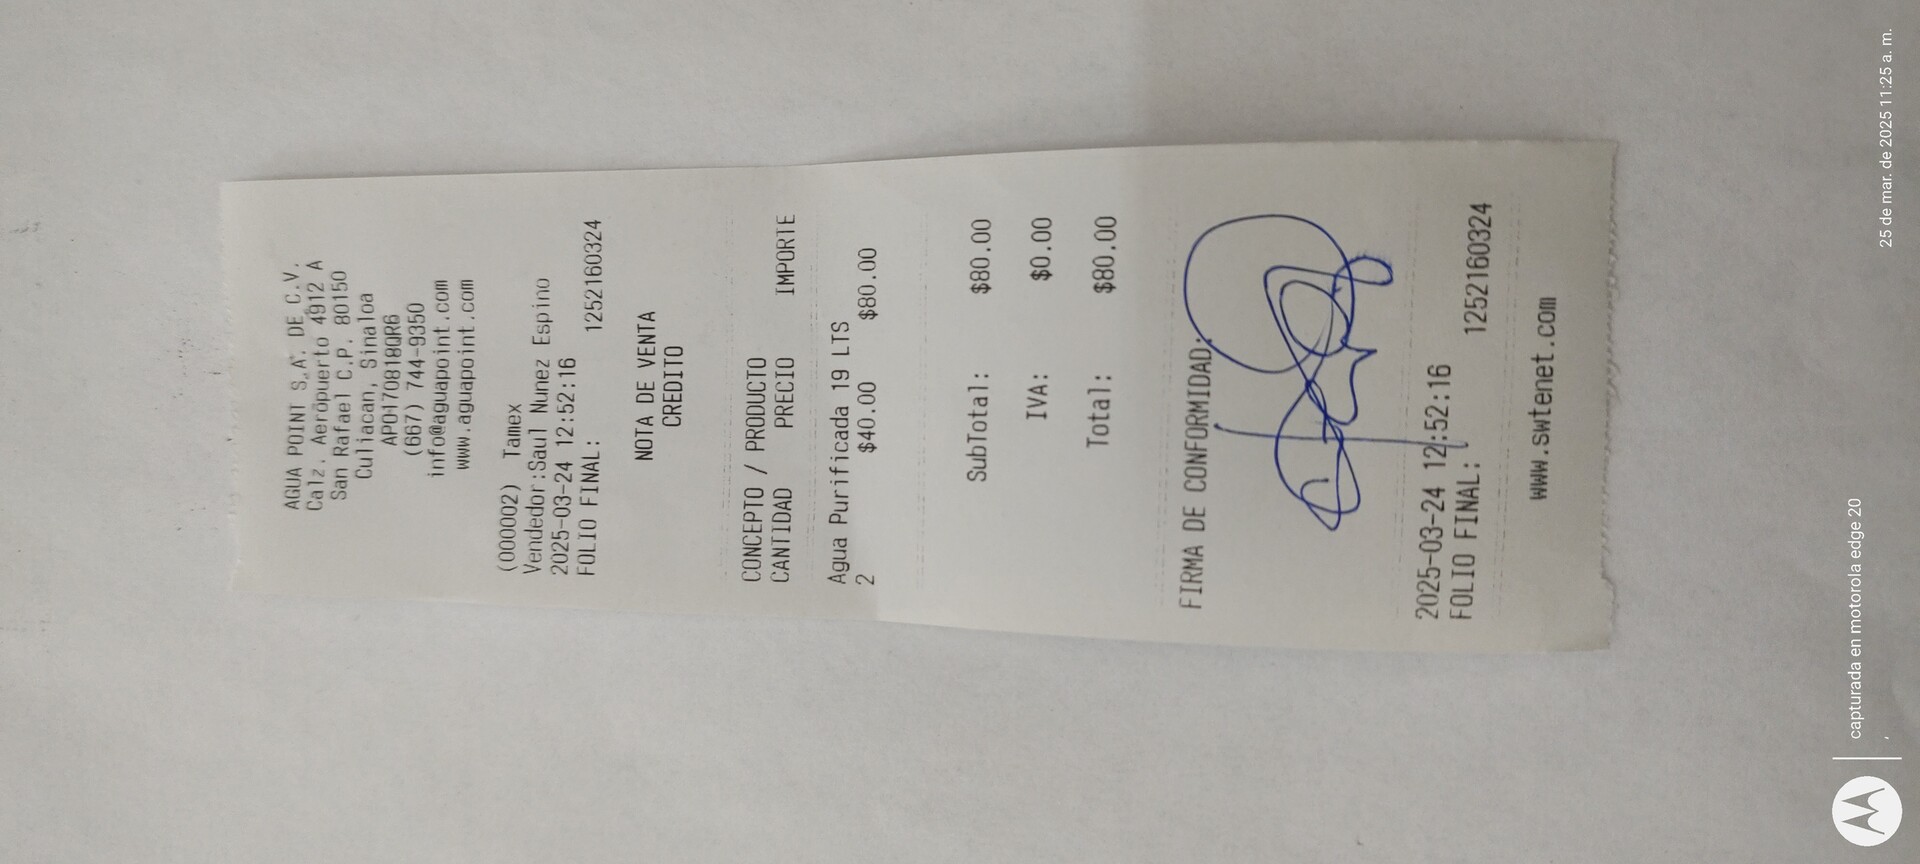 AGUA POINT S.A. DE C.V.
Calz. Aeropuerto 4912 A
San Rafael C.P. 80150
Culiacan, Sinaloa
APO170818QR6
(667) 744-9350
info@aguapoint.com
www.aguapoint.com
(000002) Tamex
Vendedor:Saul Nunez Espino
2025-03-24 12:52:16
FOLIO FINAL: 1252160324
NOTA DE VENTA
CREDITO
CONCEPTO / PRODUCTO
CANTIDAD PRECIO IMPORTE
Agua Purificada 19 LTS
2 $40.00 $80.00
SubTotal: $80.00
IVA: $0.00
Total: $80.00
FIRMA DE CONFORMIDAD:
2025-03-24 12:52:16
FOLIO FINAL: 1252160324
www.swtenet.com
capturada en motorola edge 20
,
25 de mar. de 2025 11:25 a. m.